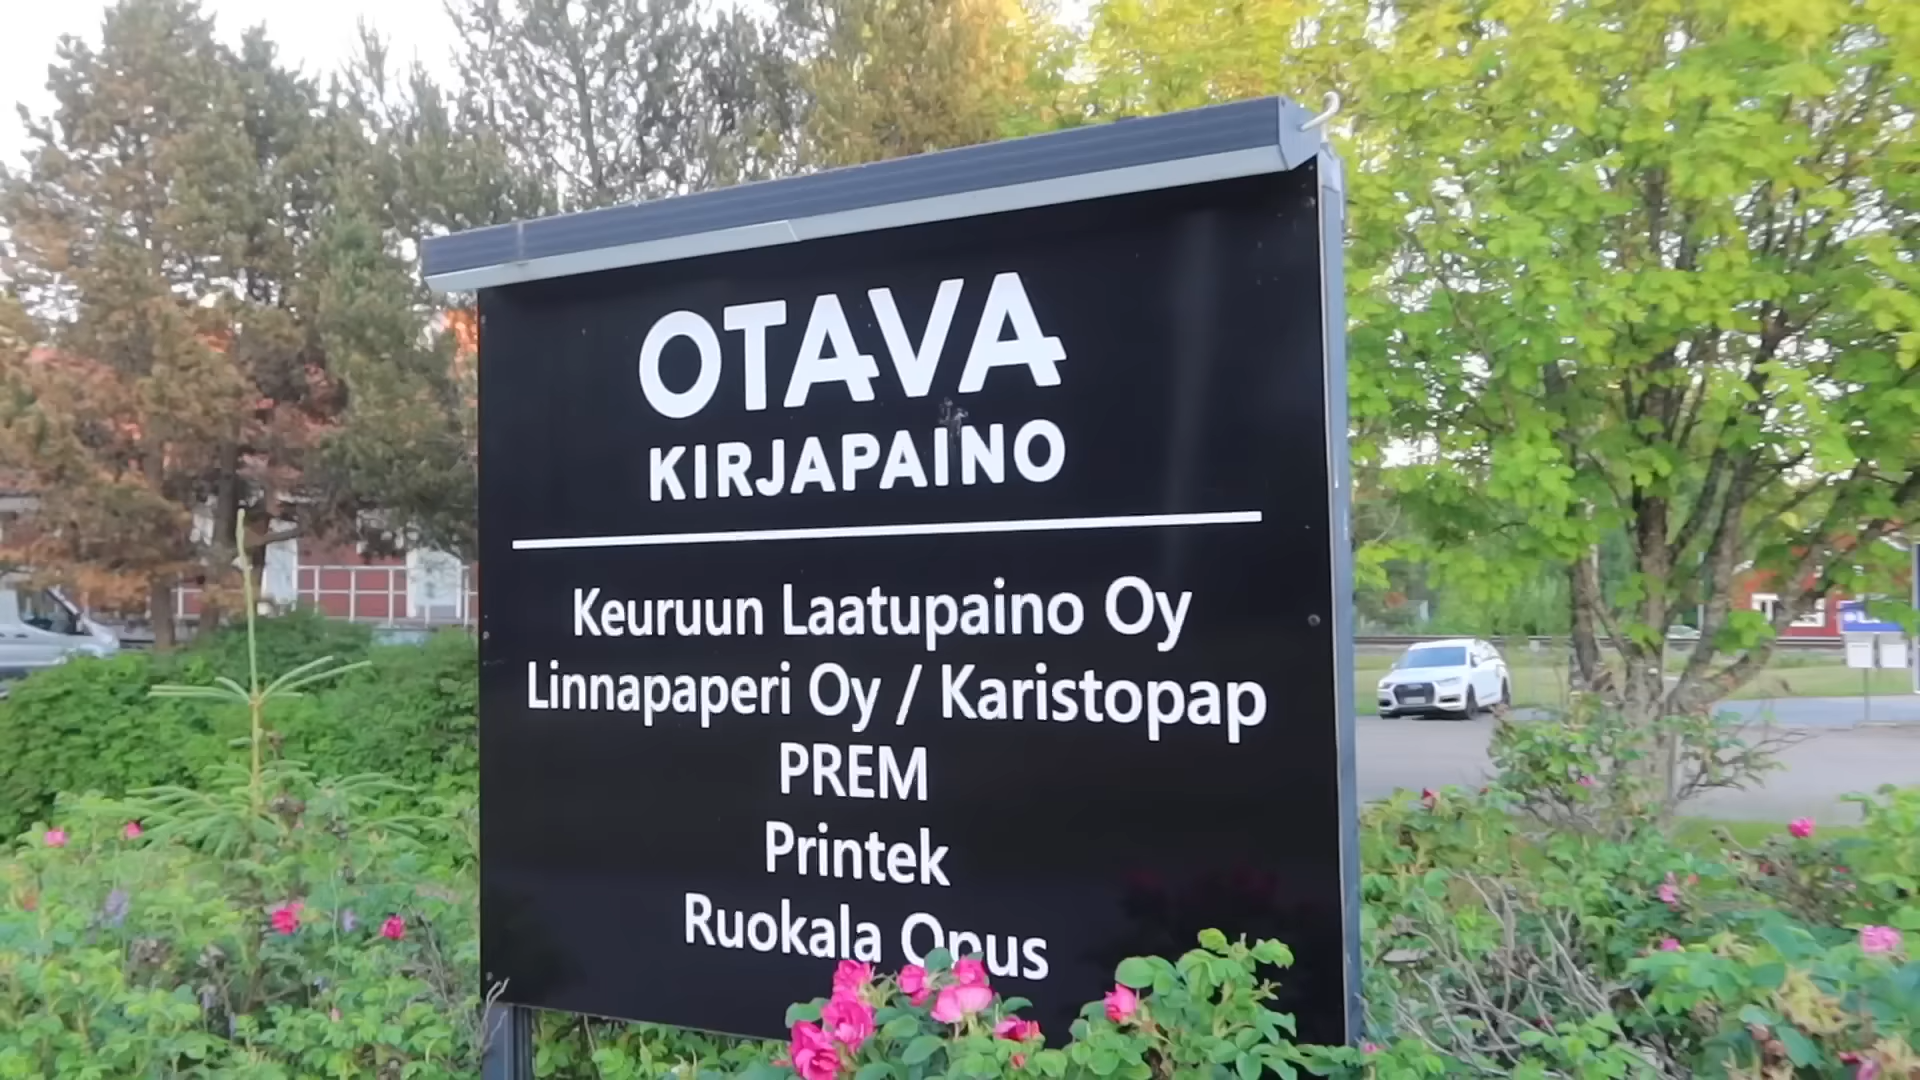 OTAVA
KIRJAPAINO
Keuruun Laatupaino Oy
Linnapaperi Oy / Karistopap
PREM
Printek
Ruokala Opus